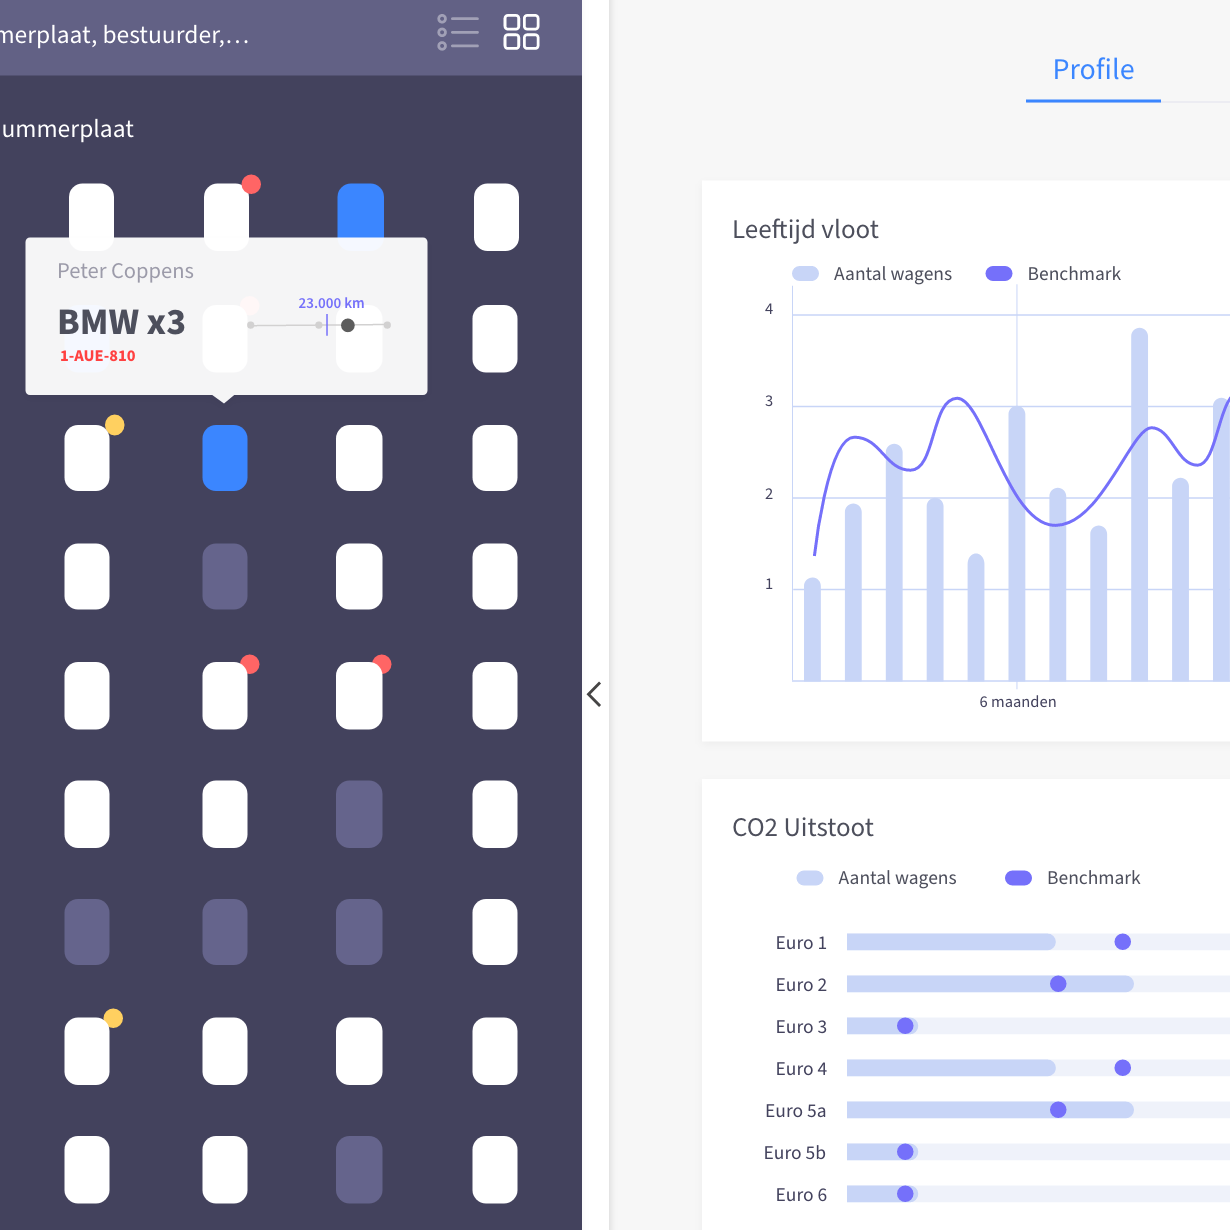 merplaat, bestuurder,...
ummerplaat
Peter Coppens
BMW x3
23.000 km
1-AUE-810
Profile
Leeftijd vloot
Aantal wagens
Benchmark
4
3
2
1
6 maanden
CO2 Uitstoot
Aantal wagens
Benchmark
Euro 1
Euro 2
Euro 3
Euro 4
Euro 5a
Euro 5b
Euro 6